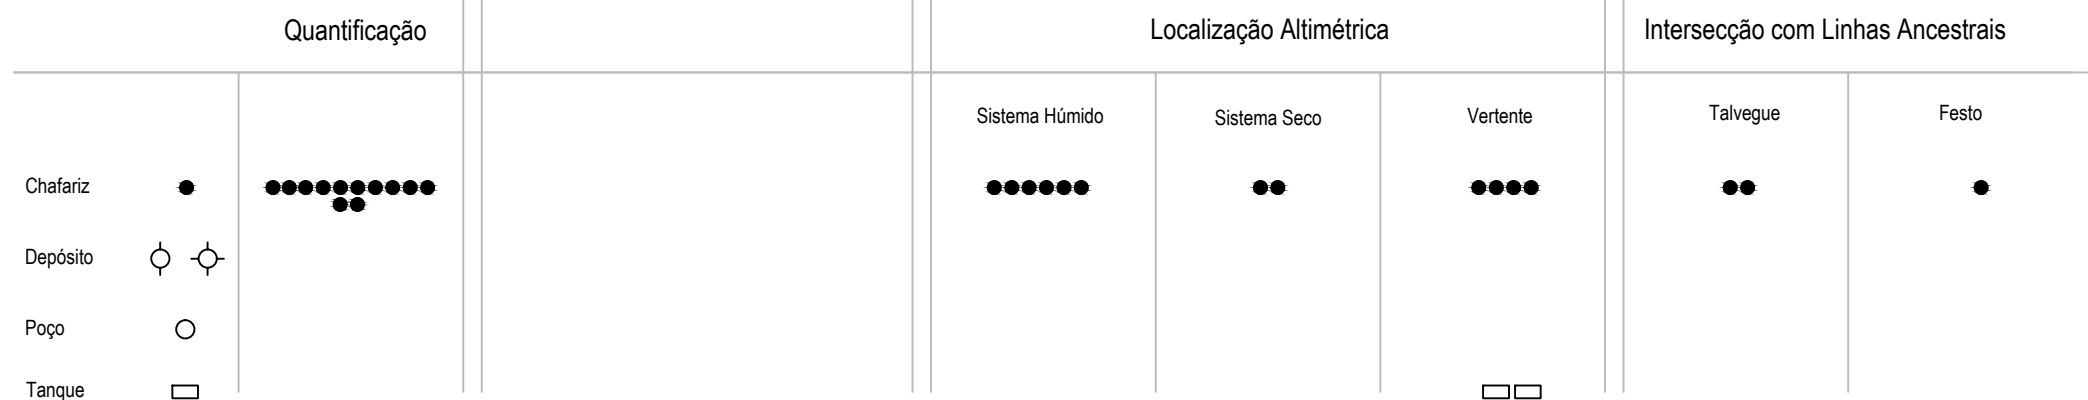 Quantificação Localização Altimétrica Intersecção com Linhas Ancestrais
Sistema Húmido Sistema Seco Vertente Talvegue Festo
Chafariz
Depósito
Poço
Tanque